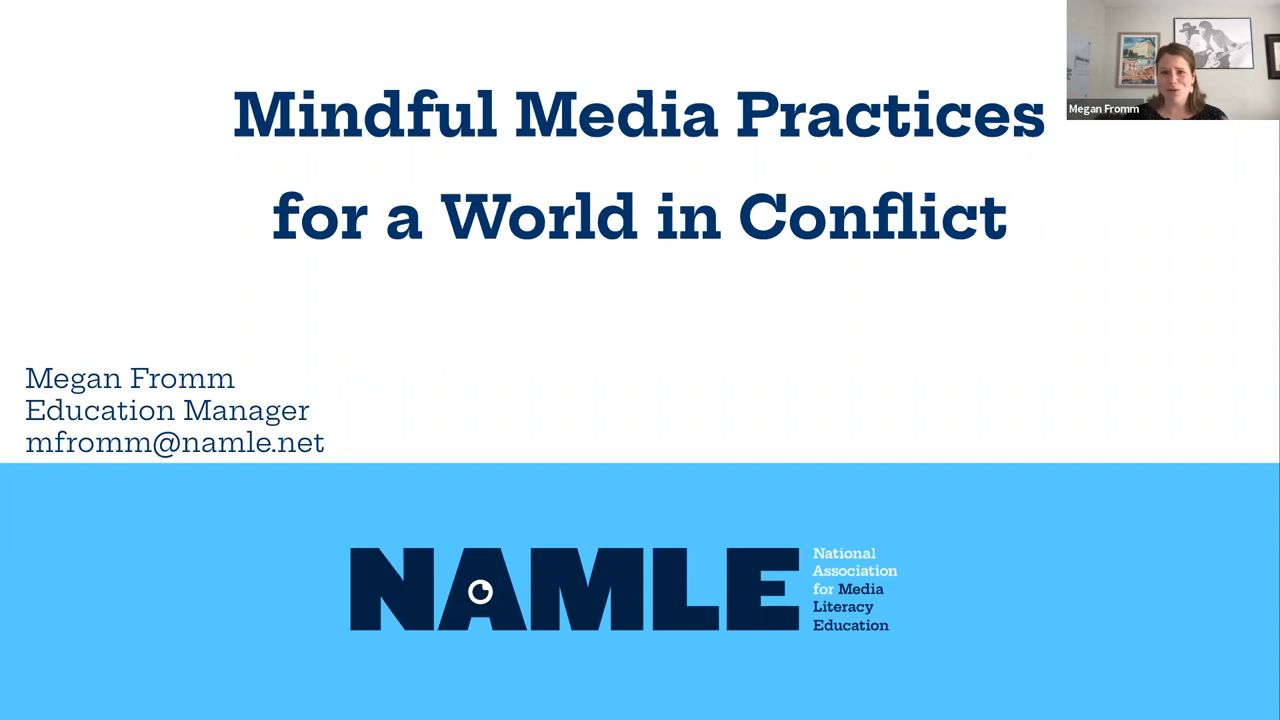 Mindful Media Practices
for a World in Conflict
Megan Fromm
Megan Fromm
Education Manager
mfromm@namle.net
NAMLE
National
Association
for Media
Literacy
Education